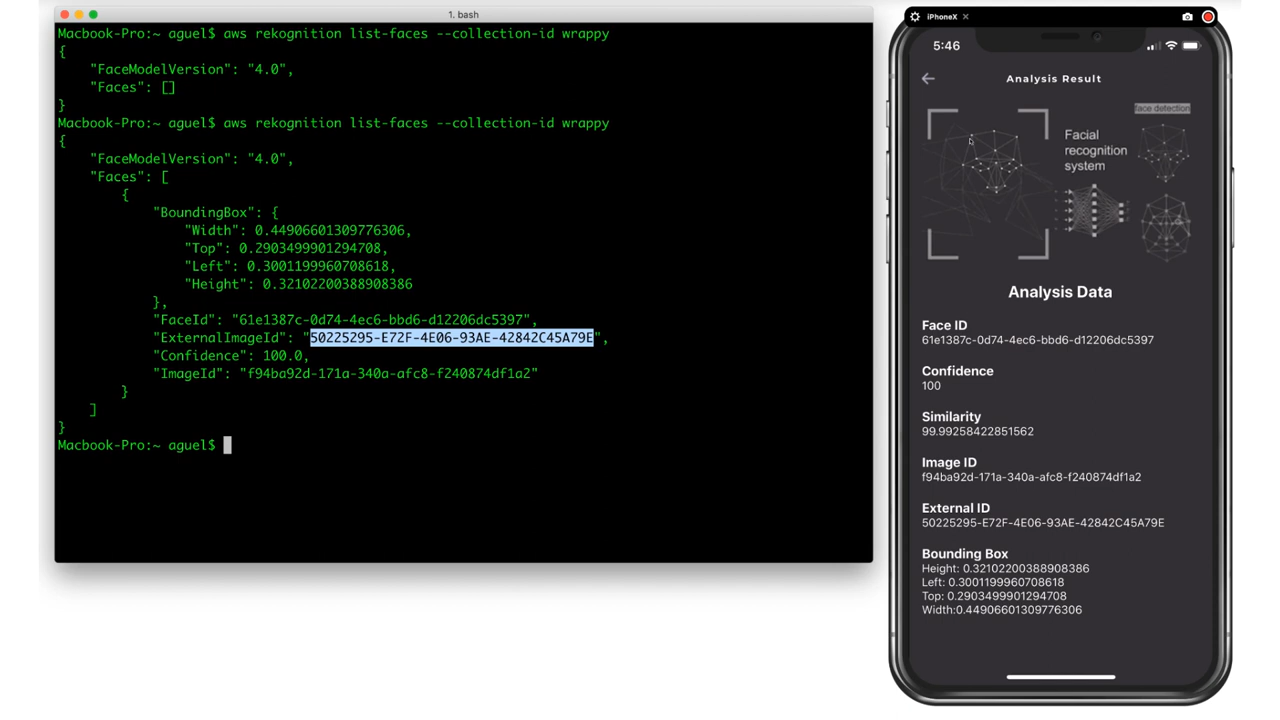 1. bash
Macbook-Pro:~ aguel$ aws rekognition list-faces --collection-id wrappy
{
    "FaceModelVersion": "4.0",
    "Faces": []
}
Macbook-Pro:~ aguel$ aws rekognition list-faces --collection-id wrappy
{
    "FaceModelVersion": "4.0",
    "Faces": [
        {
            "BoundingBox": {
                "Width": 0.44906601309776306,
                "Top": 0.2903499901294708,
                "Left": 0.3001199960708618,
                "Height": 0.32102200388908386
            },
            "FaceId": "61e1387c-0d74-4ec6-bbd6-d12206dc5397",
            "ExternalImageId": "50225295-E72F-4E06-93AE-42842C45A79E",
            "Confidence": 100.0,
            "ImageId": "f94ba92d-171a-340a-afc8-f240874df1a2"
        }
    ]
}
Macbook-Pro:~ aguel$
iPhoneX
5:46
Analysis Result
face detection
Facial
recognition
system
Analysis Data
Face ID
61e1387c-0d74-4ec6-bbd6-d12206dc5397
Confidence
100
Similarity
99.99258422851562
Image ID
f94ba92d-171a-340a-afc8-f240874df1a2
External ID
50225295-E72F-4E06-93AE-42842C45A79E
Bounding Box
Height: 0.32102200388908386
Left: 0.3001199960708618
Top: 0.2903499901294708
Width:0.44906601309776306